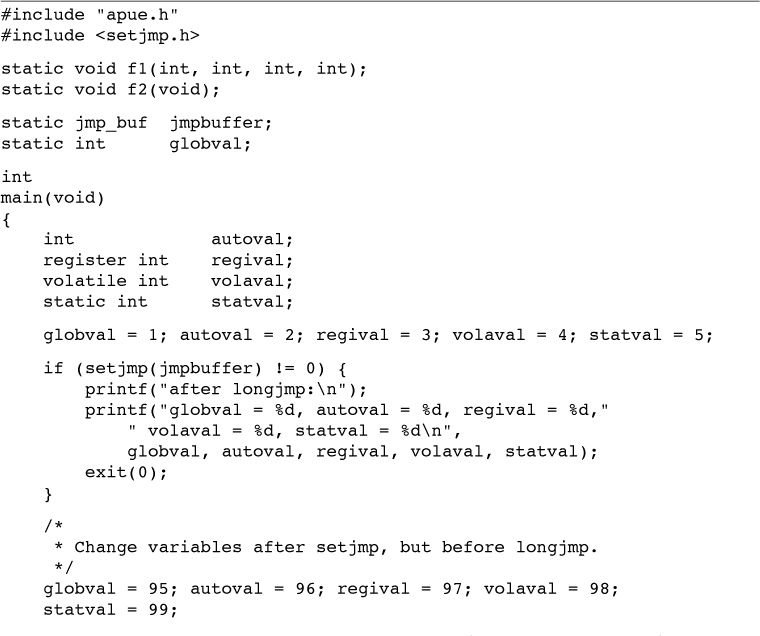 #include "apue.h"
#include <setjmp.h>
static void f1(int, int, int, int);
static void f2(void);
static jmp_buf  jmpbuffer;
static int      globval;
int
main(void)
{
    int             autoval;
    register int    regival;
    volatile int    volaval;
    static int      statval;
    globval = 1; autoval = 2; regival = 3; volaval = 4; statval = 5;
    if (setjmp(jmpbuffer) != 0) {
        printf("after longjmp:\n");
        printf("globval = %d, autoval = %d, regival = %d,"
            " volaval = %d, statval = %d\n",
            globval, autoval, regival, volaval, statval);
        exit(0);
    }
    /*
     * Change variables after setjmp, but before longjmp.
     */
    globval = 95; autoval = 96; regival = 97; volaval = 98;
    statval = 99;